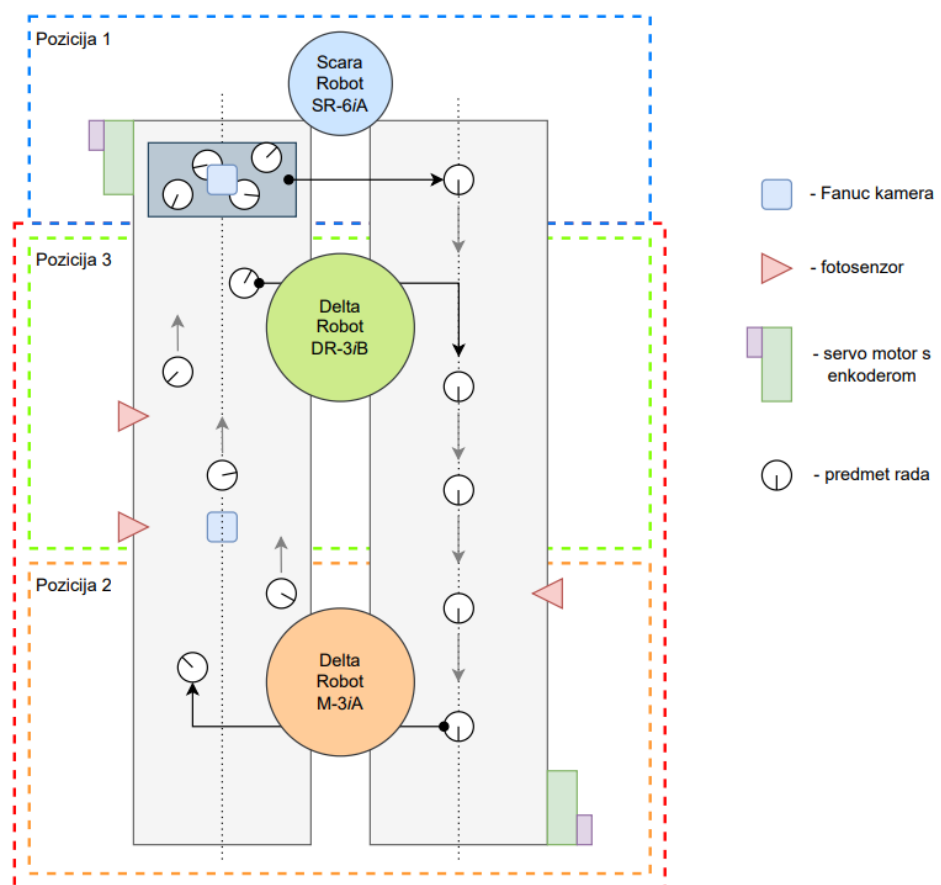 Pozicija 1
Scara
Robot
SR-6iA
Pozicija 3
Delta
Robot
DR-3iB
Pozicija 2
Delta
Robot
M-3iA
- Fanuc kamera
- fotosenzor
- servo motor s
enkoderom
- predmet rada